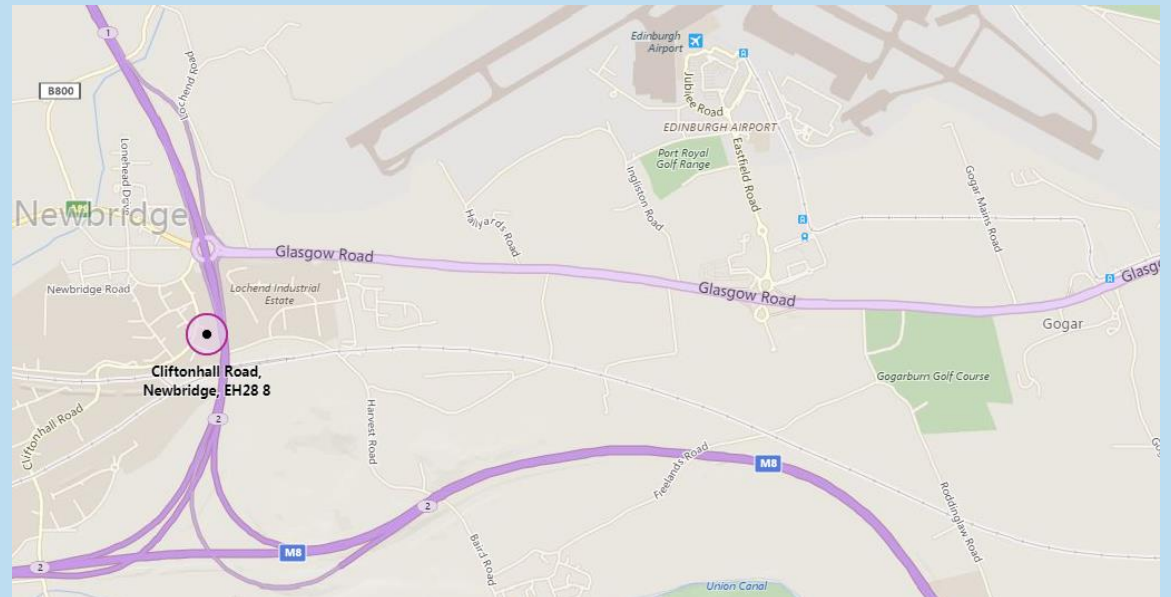 1
Lochend Road
B800
Edinburgh
Airport
Jubilee Road
EDINBURGH AIRPORT
Lonehead Drive
Port Royal
Golf Range
Eastfield Road
Ingliston Road
Gogar Mains Road
Newbridge
Hallyards Road
Glasgow Road
Glasgow Road
Glasg
Newbridge Road
Lochend Industrial
Estate
Gogar
Cliftonhall Road,
Newbridge, EH28 8
Gogarburn Golf Course
2
Cliftonhall Road
Harvest Road
Freelands Road
M8
Roddinglaw Road
2
Baird Road
M8
2
Union Canal